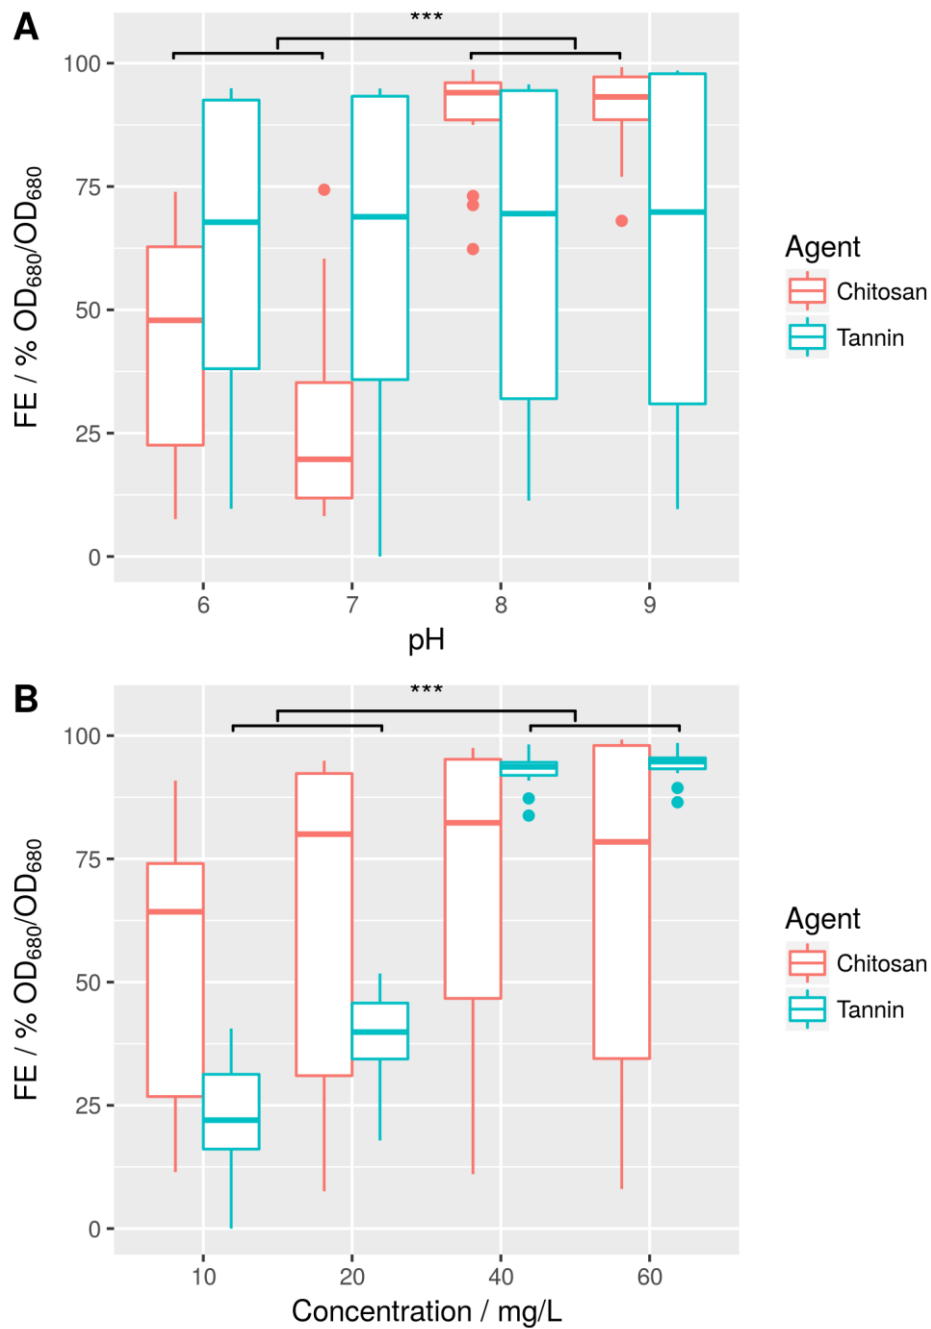 A
***
100
75
50
25
0
FE / % OD680/OD680
6 7 8 9
pH
Agent
Chitosan
Tannin
B
***
100
75
50
25
0
FE / % OD680/OD680
10 20 40 60
Concentration / mg/L
Agent
Chitosan
Tannin